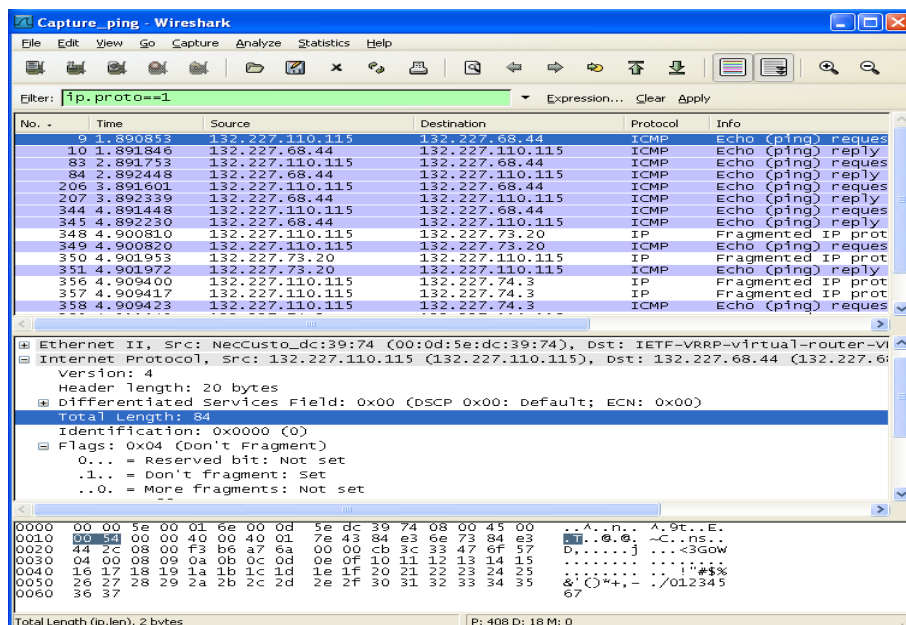 Capture_ping - Wireshark
File Edit View Go Capture Analyze Statistics Help
Filter: ip.proto==1 Expression... Clear Apply
No. - Time Source Destination Protocol Info
9 1.890853 132.227.110.115 132.227.68.44 ICMP Echo (ping) reques
10 1.891846 132.227.68.44 132.227.110.115 ICMP Echo (ping) reply
83 2.891753 132.227.110.115 132.227.68.44 ICMP Echo (ping) reques
84 2.892448 132.227.68.44 132.227.110.115 ICMP Echo (ping) reply
206 3.891601 132.227.110.115 132.227.68.44 ICMP Echo (ping) reques
207 3.892339 132.227.68.44 132.227.110.115 ICMP Echo (ping) reply
344 4.891448 132.227.110.115 132.227.68.44 ICMP Echo (ping) reques
345 4.892230 132.227.68.44 132.227.110.115 ICMP Echo (ping) reply
348 4.900810 132.227.110.115 132.227.73.20 IP Fragmented IP prot
349 4.900820 132.227.110.115 132.227.73.20 ICMP Echo (ping) reques
350 4.901953 132.227.73.20 132.227.110.115 IP Fragmented IP prot
351 4.901972 132.227.73.20 132.227.110.115 ICMP Echo (ping) reply
356 4.909400 132.227.110.115 132.227.74.3 IP Fragmented IP prot
357 4.909417 132.227.110.115 132.227.74.3 IP Fragmented IP prot
358 4.909423 132.227.110.115 132.227.74.3 ICMP Echo (ping) reques
Ethernet II, Src: NecCusto_dc:39:74 (00:0d:5e:dc:39:74), Dst: IETF-VRRP-virtual-router-VI
Internet Protocol, Src: 132.227.110.115 (132.227.110.115), Dst: 132.227.68.44 (132.227.6
Version: 4
Header length: 20 bytes
Differentiated Services Field: 0x00 (DSCP 0x00: Default; ECN: 0x00)
Total Length: 84
Identification: 0x0000 (0)
Flags: 0x04 (Don't Fragment)
0... = Reserved bit: Not set
.1.. = Don't fragment: Set
..0. = More fragments: Not set
0000 00 00 5e 00 01 6e 00 0d 5e dc 39 74 08 00 45 00 ..^..n.. ^.9t..E.
0010 00 54 00 00 40 00 40 01 7e 43 84 e3 6e 73 84 e3 .T..@.@. ~C..ns..
0020 44 2c 08 00 f3 b6 a7 6a 00 00 cb 3c 33 47 6f 57 D,.....j ...<3GoW
0030 04 00 08 09 0a 0b 0c 0d 0e 0f 10 11 12 13 14 15 ........ ........
0040 16 17 18 19 1a 1b 1c 1d 1e 1f 20 21 22 23 24 25 ........ .. !"#$%
0050 26 27 28 29 2a 2b 2c 2d 2e 2f 30 31 32 33 34 35 &'()*+,- ./012345
0060 36 37 67
Total Length (ip.len), 2 bytes P: 408 D: 18 M: 0